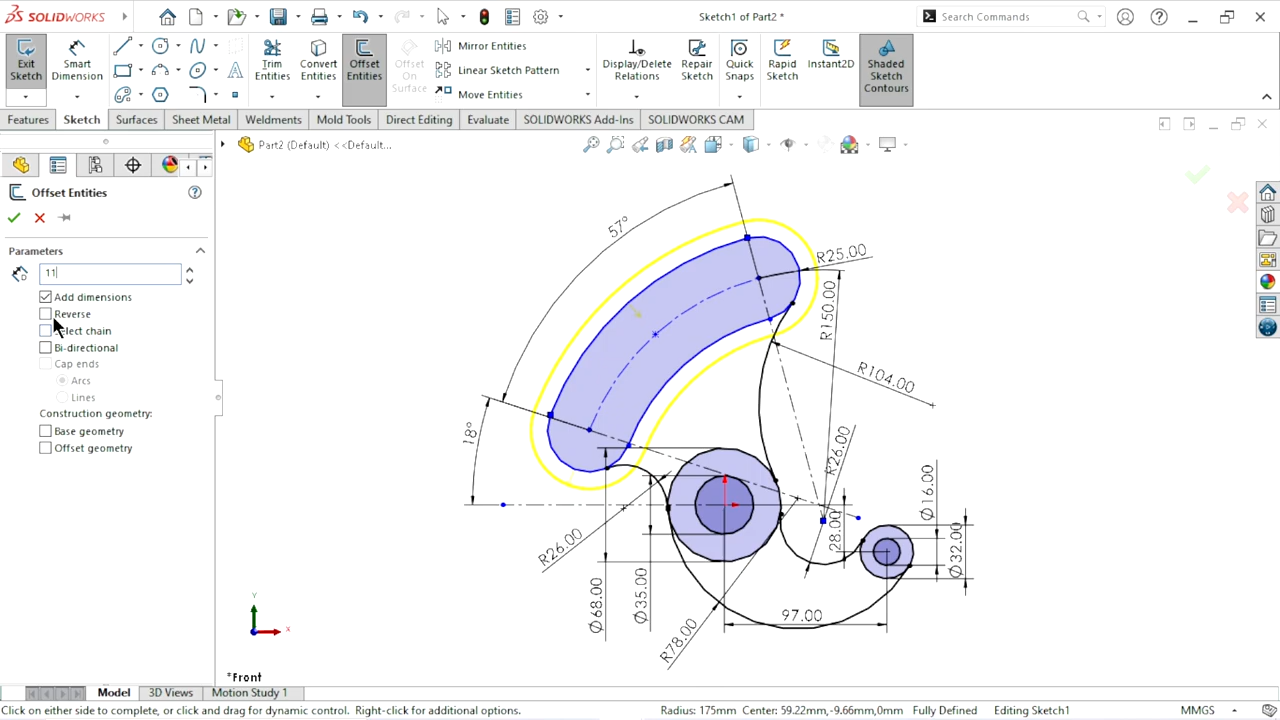 SOLIDWORKS
Sketch1 of Part2 *
Search Commands
Exit Sketch
Smart Dimension
Trim Entities
Convert Entities
Offset Entities
Offset On Surface
Mirror Entities
Linear Sketch Pattern
Move Entities
Display/Delete Relations
Repair Sketch
Quick Snaps
Rapid Sketch
Instant2D
Shaded Sketch Contours
Features
Sketch
Surfaces
Sheet Metal
Weldments
Mold Tools
Direct Editing
Evaluate
SOLIDWORKS Add-Ins
SOLIDWORKS CAM
Part2 (Default) <<Default...
Offset Entities
Parameters
11
Add dimensions
Reverse
lect chain
Bi-directional
Cap ends
Arcs
Lines
Construction geometry:
Base geometry
Offset geometry
57°
R25.00
R150.00
R104.00
18°
R26.00
28.00
Ø16.00
Ø32.00
R26.00
Ø68.00
Ø35.00
R78.00
97.00
Y
X
*Front
Model
3D Views
Motion Study 1
Click on either side to complete, or click and drag for dynamic control. Right-click for additional options.
Radius: 175mm Center: 59.22mm,-9.66mm,0mm
Fully Defined
Editing Sketch1
MMGS